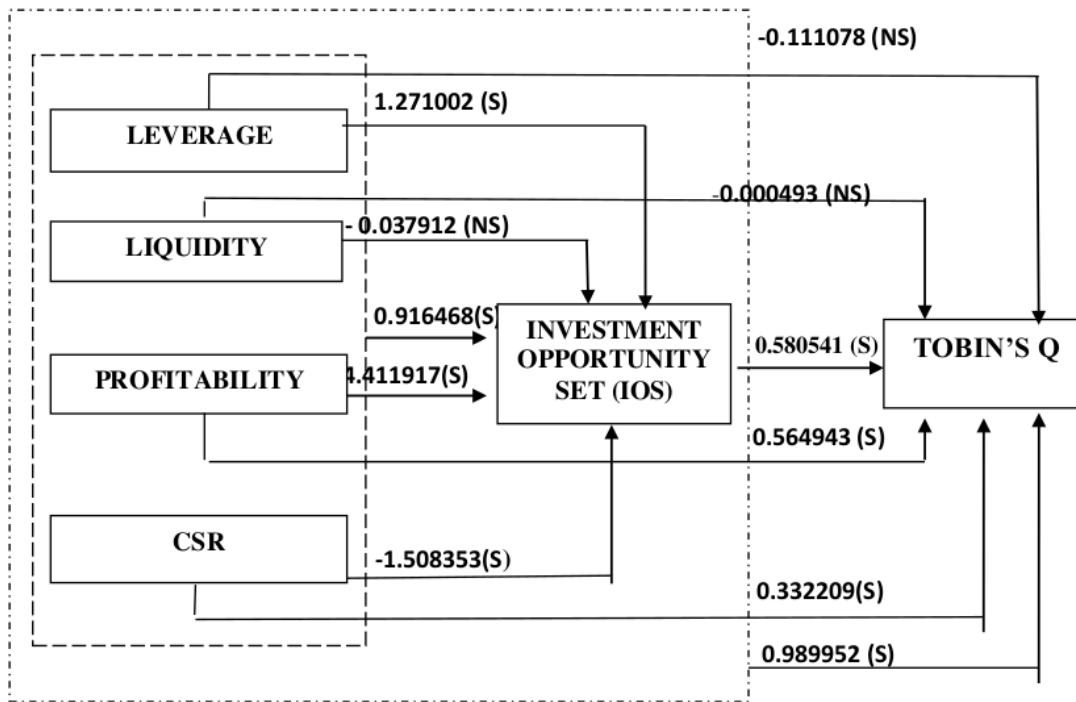 -0.111078 (NS)
1.271002 (S)
LEVERAGE
-0.000493 (NS)
- 0.037912 (NS)
LIQUIDITY
0.916468(S)
INVESTMENT
OPPORTUNITY
SET (IOS)
0.580541 (S)
TOBIN’S Q
PROFITABILITY
4.411917(S)
0.564943 (S)
CSR
-1.508353(S)
0.332209(S)
0.989952 (S)